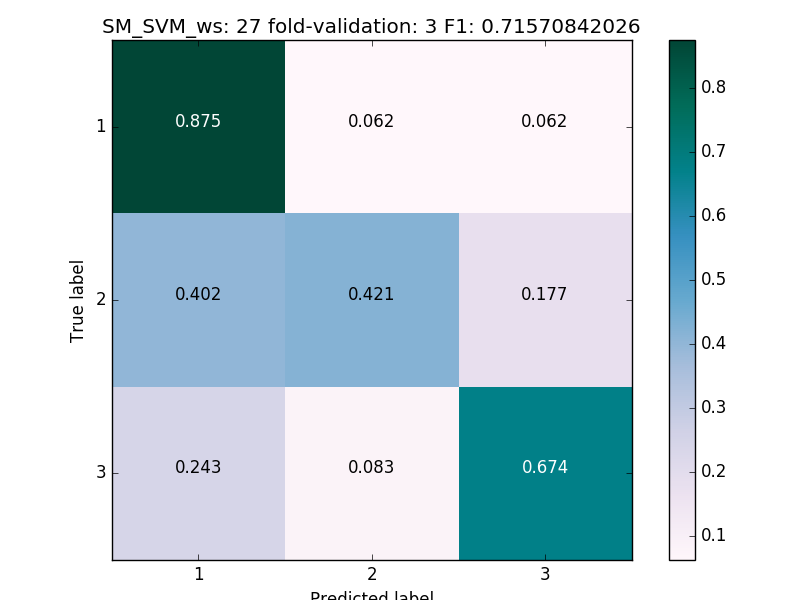 SM_SVM_ws: 27 fold-validation: 3 F1: 0.71570842026
0.875 0.062 0.062
0.402 0.421 0.177
0.243 0.083 0.674
1
2
3
True label
1 2 3
Predicted label
0.8
0.7
0.6
0.5
0.4
0.3
0.2
0.1